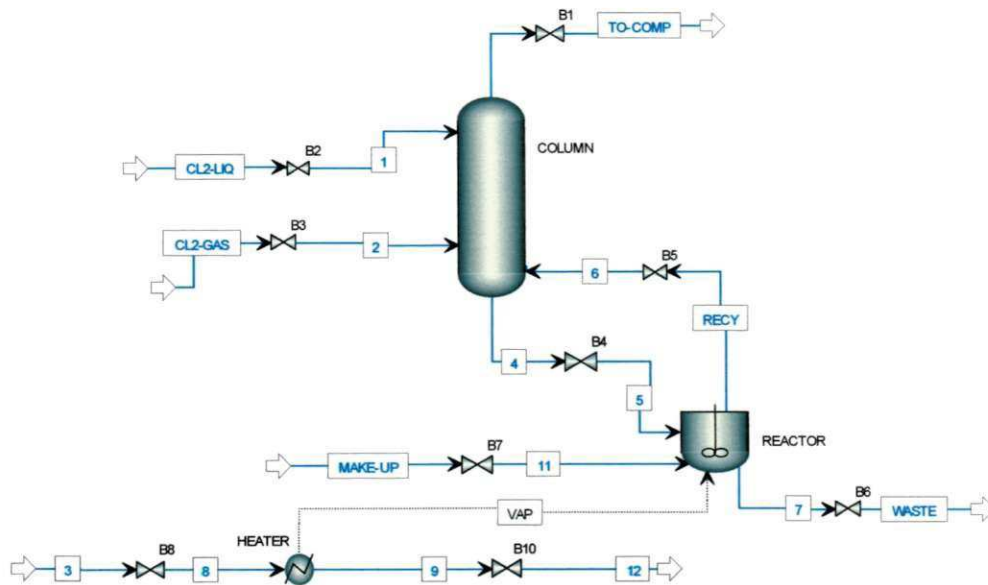 B1
TO-COMP
COLUMN
B2
CL2-LIQ
1
B3
CL2-GAS
2
6
B5
RECY
4
B4
5
REACTOR
B7
MAKE-UP
11
B6
7
WASTE
VAP
HEATER
B8
B10
3
8
9
12